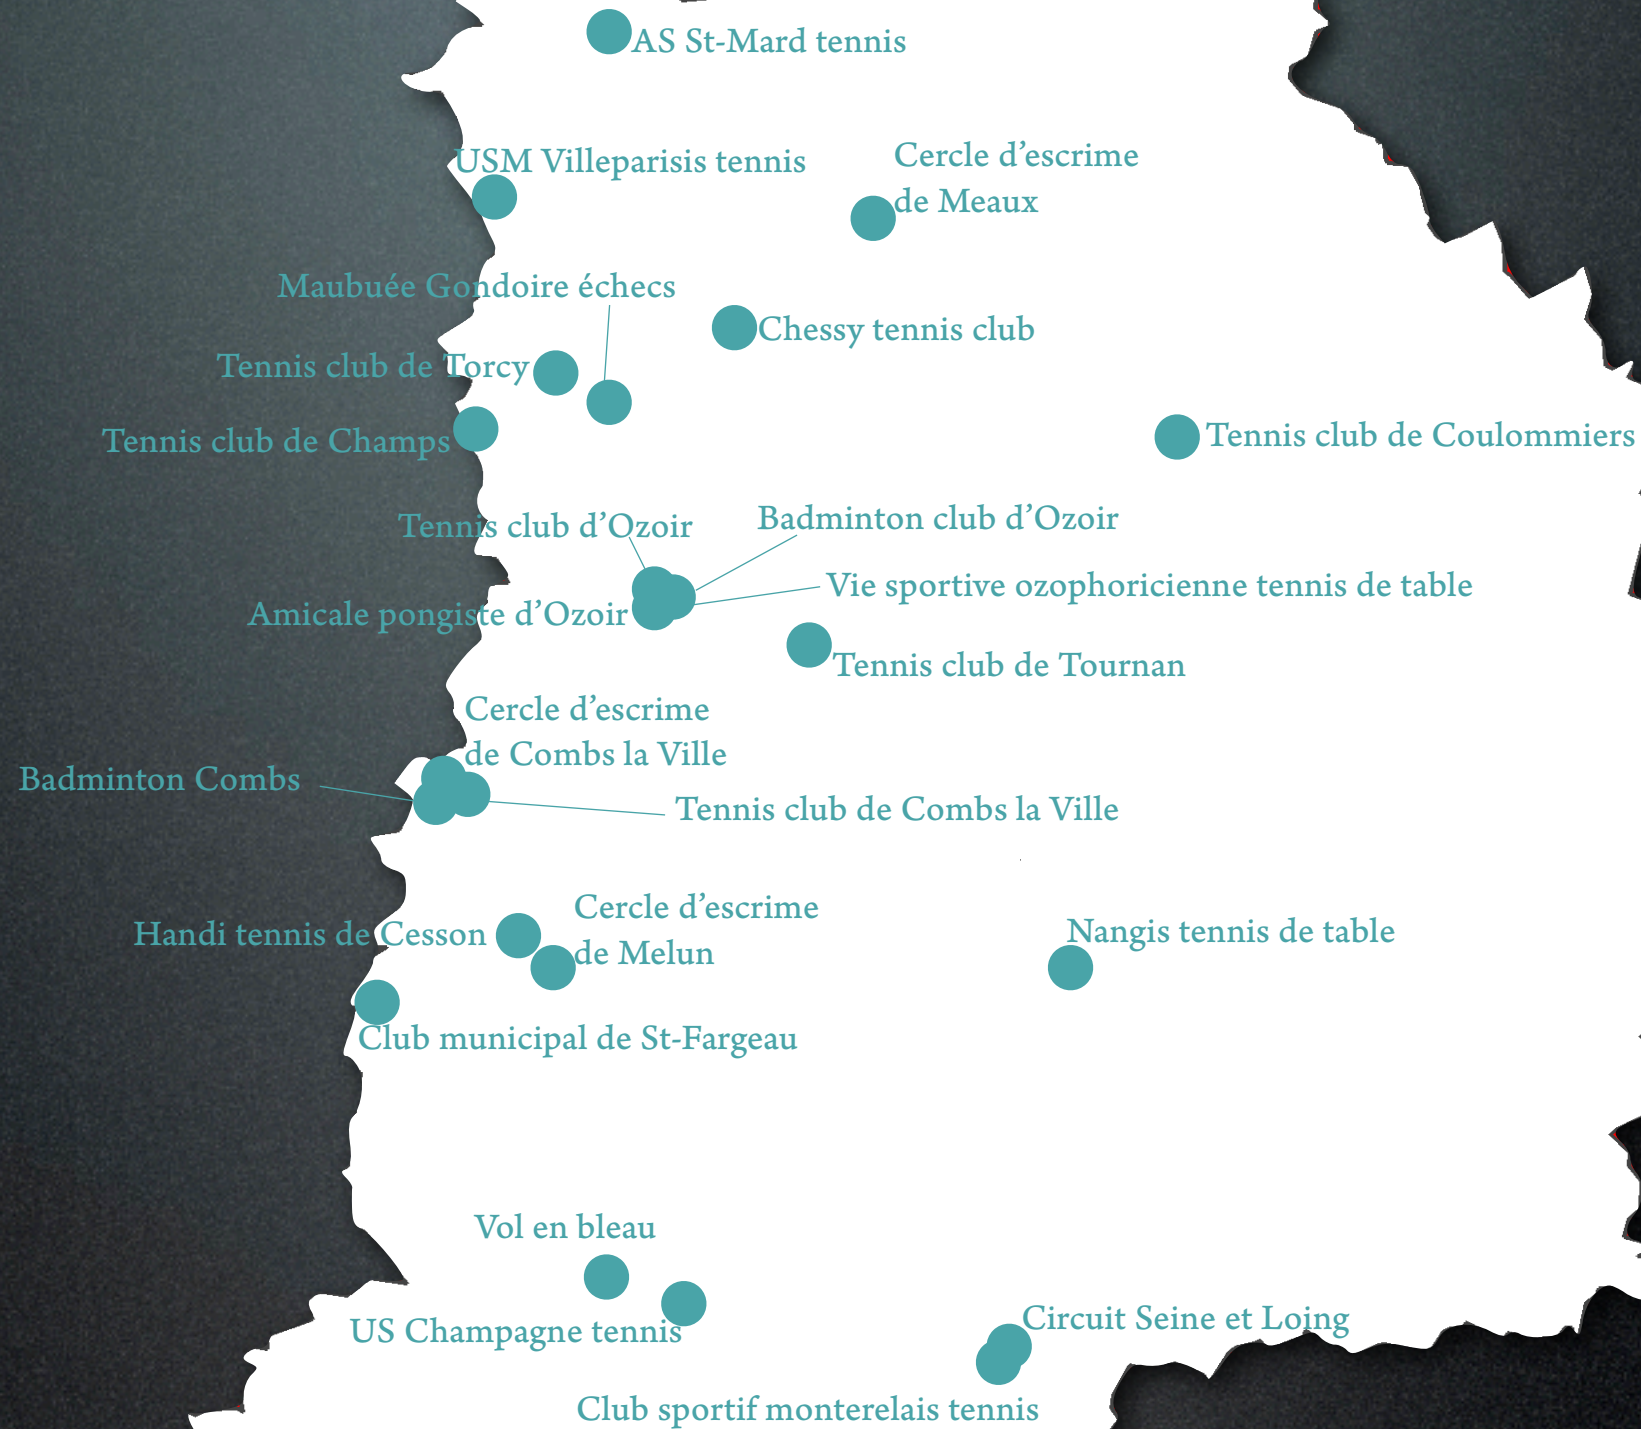 AS St-Mard tennis
USM Villeparisis tennis
Cercle d’escrime
de Meaux
Maubuée Gondoire échecs
Chessy tennis club
Tennis club de Torcy
Tennis club de Champs
Tennis club de Coulommiers
Tennis club d’Ozoir
Badminton club d’Ozoir
Vie sportive ozophoricienne tennis de table
Amicale pongiste d’Ozoir
Tennis club de Tournan
Cercle d’escrime
de Combs la Ville
Badminton Combs
Tennis club de Combs la Ville
Handi tennis de Cesson
Cercle d’escrime
de Melun
Nangis tennis de table
Club municipal de St-Fargeau
Vol en bleau
US Champagne tennis
Circuit Seine et Loing
Club sportif monterelais tennis